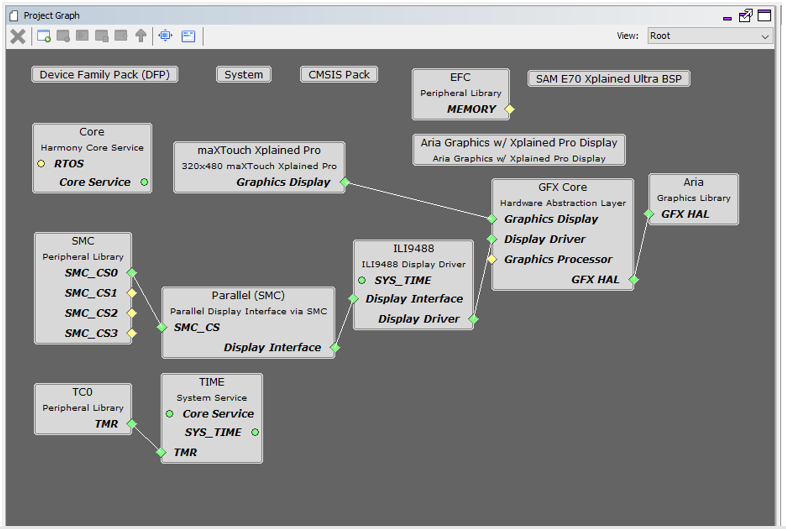 Project Graph
View:
Root
Device Family Pack (DFP)
System
CMSIS Pack
EFC
Peripheral Library
MEMORY
SAM E70 Xplained Ultra BSP
Core
Harmony Core Service
RTOS
Core Service
maXTouch Xplained Pro
320x480 maXTouch Xplained Pro
Graphics Display
Aria Graphics w/ Xplained Pro Display
Aria Graphics w/ Xplained Pro Display
GFX Core
Hardware Abstraction Layer
Graphics Display
Display Driver
Graphics Processor
GFX HAL
Aria
Graphics Library
GFX HAL
SMC
Peripheral Library
SMC_CS0
SMC_CS1
SMC_CS2
SMC_CS3
Parallel (SMC)
Parallel Display Interface via SMC
SMC_CS
Display Interface
ILI9488
ILI9488 Display Driver
SYS_TIME
Display Interface
Display Driver
TC0
Peripheral Library
TMR
TIME
System Service
Core Service
SYS_TIME
TMR